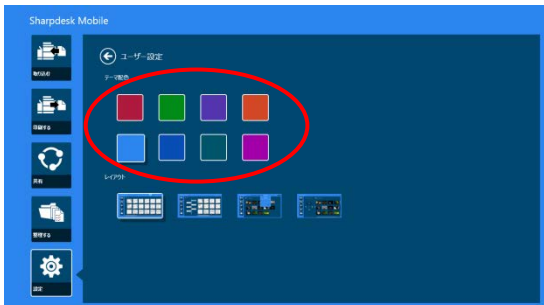 Sharpdesk Mobile
ユーザー設定
テーマ配色
取り込む
印刷する
共有
レイアウト
管理する
設定